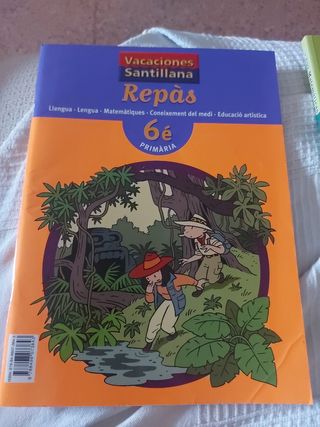 Vacaciones
Santillana
Repàs
Llengua · Lengua · Matemàtiques · Coneixement del medi · Educació artística
6è
PRIMÀRIA